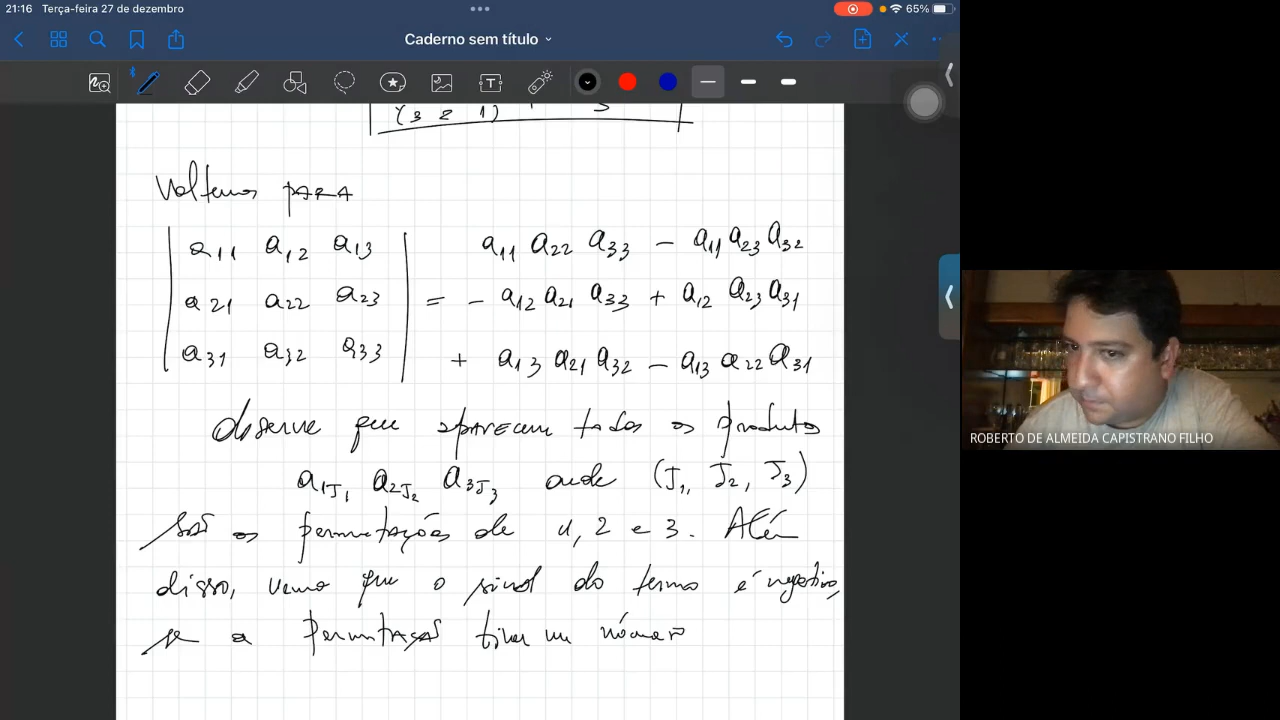 21:16 Terça-feira 27 de dezembro
65%
Caderno sem título
(3 2 1) 3
Voltemos PARA
| a11 a12 a13 | a11 a22 a33 − a11 a23 a32
| a21 a22 a23 | = − a12 a21 a33 + a12 a23 a31
| a31 a32 a33 | + a13 a21 a32 − a13 a22 a31
observe que aparecem todos os produtos
a1J1 a2J2 a3J3 onde (J1, J2, J3)
são as permutações de 1, 2 e 3. Além
disso, vemos que o sinal do termo é negativo,
se a permutação tiver um número
ROBERTO DE ALMEIDA CAPISTRANO FILHO